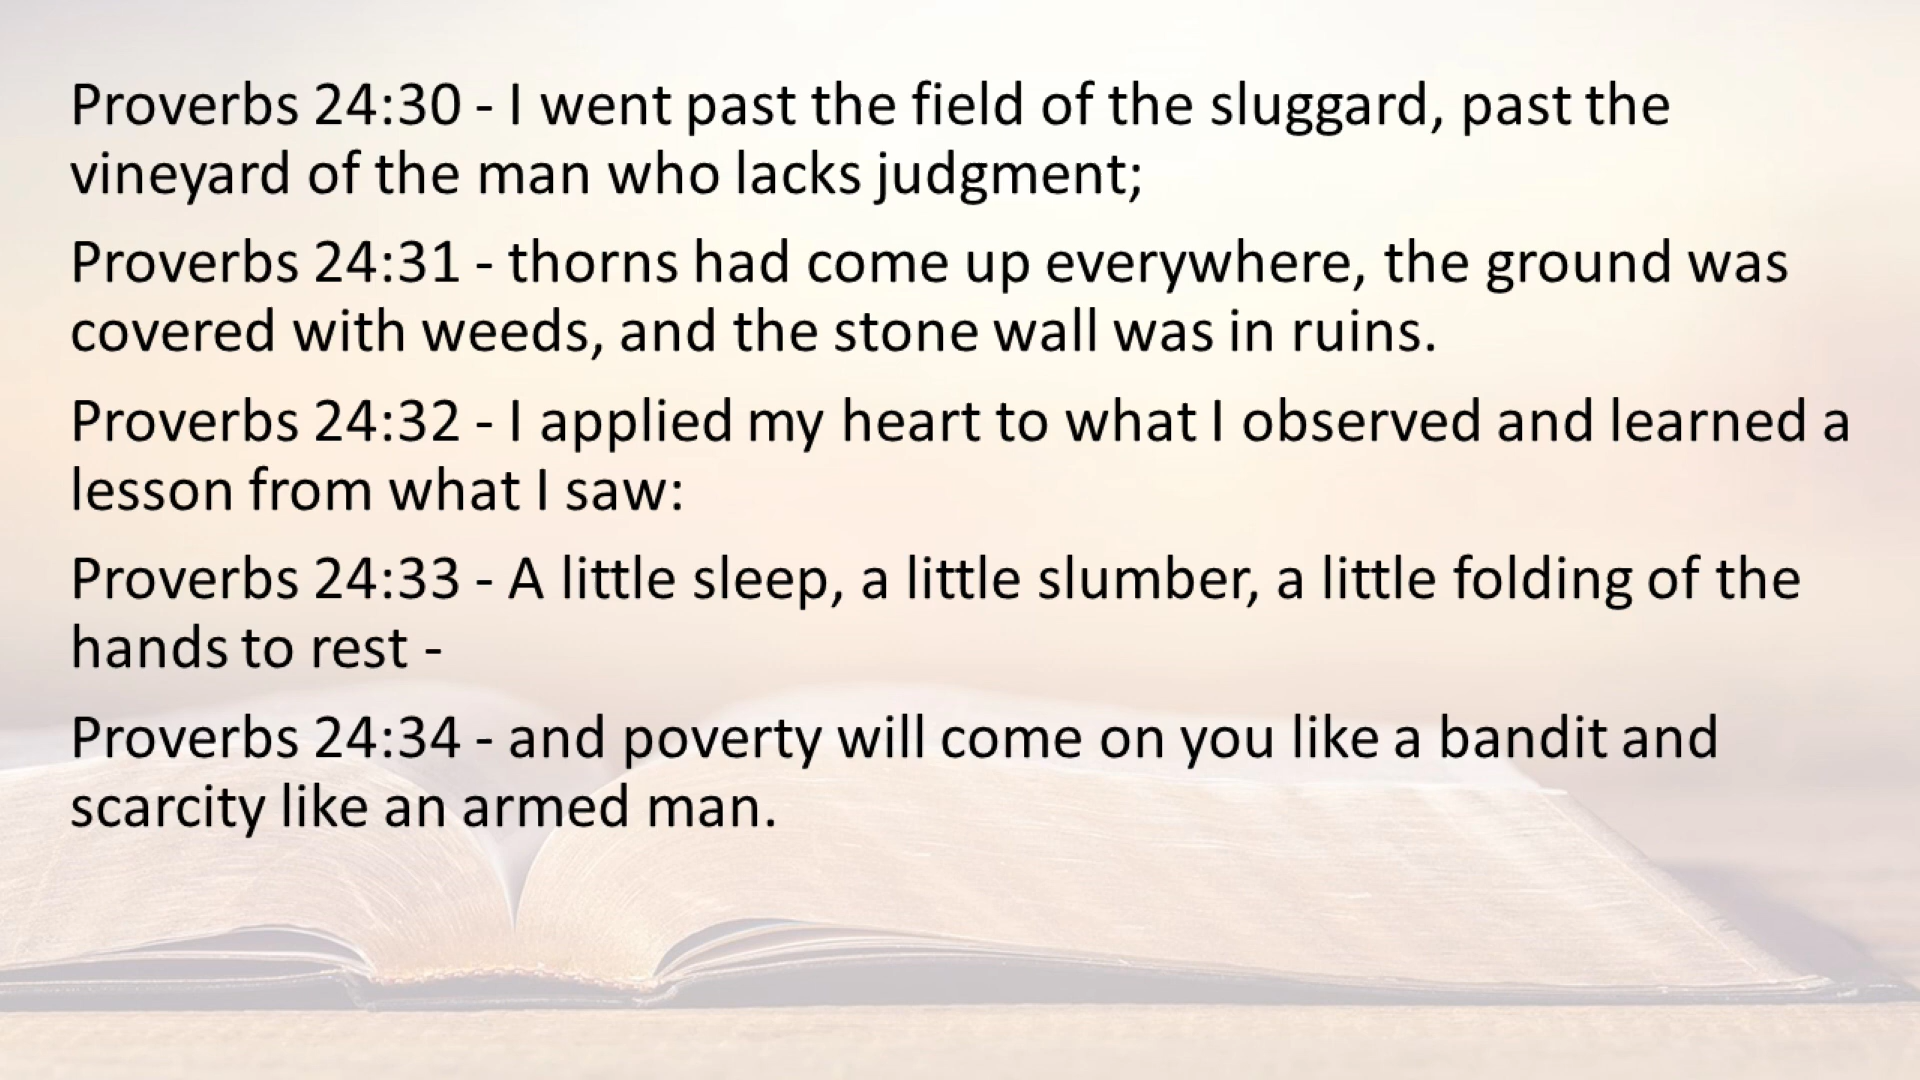 Proverbs 24:30 - I went past the field of the sluggard, past the
vineyard of the man who lacks judgment;
Proverbs 24:31 - thorns had come up everywhere, the ground was
covered with weeds, and the stone wall was in ruins.
Proverbs 24:32 - I applied my heart to what I observed and learned a
lesson from what I saw:
Proverbs 24:33 - A little sleep, a little slumber, a little folding of the
hands to rest -
Proverbs 24:34 - and poverty will come on you like a bandit and
scarcity like an armed man.